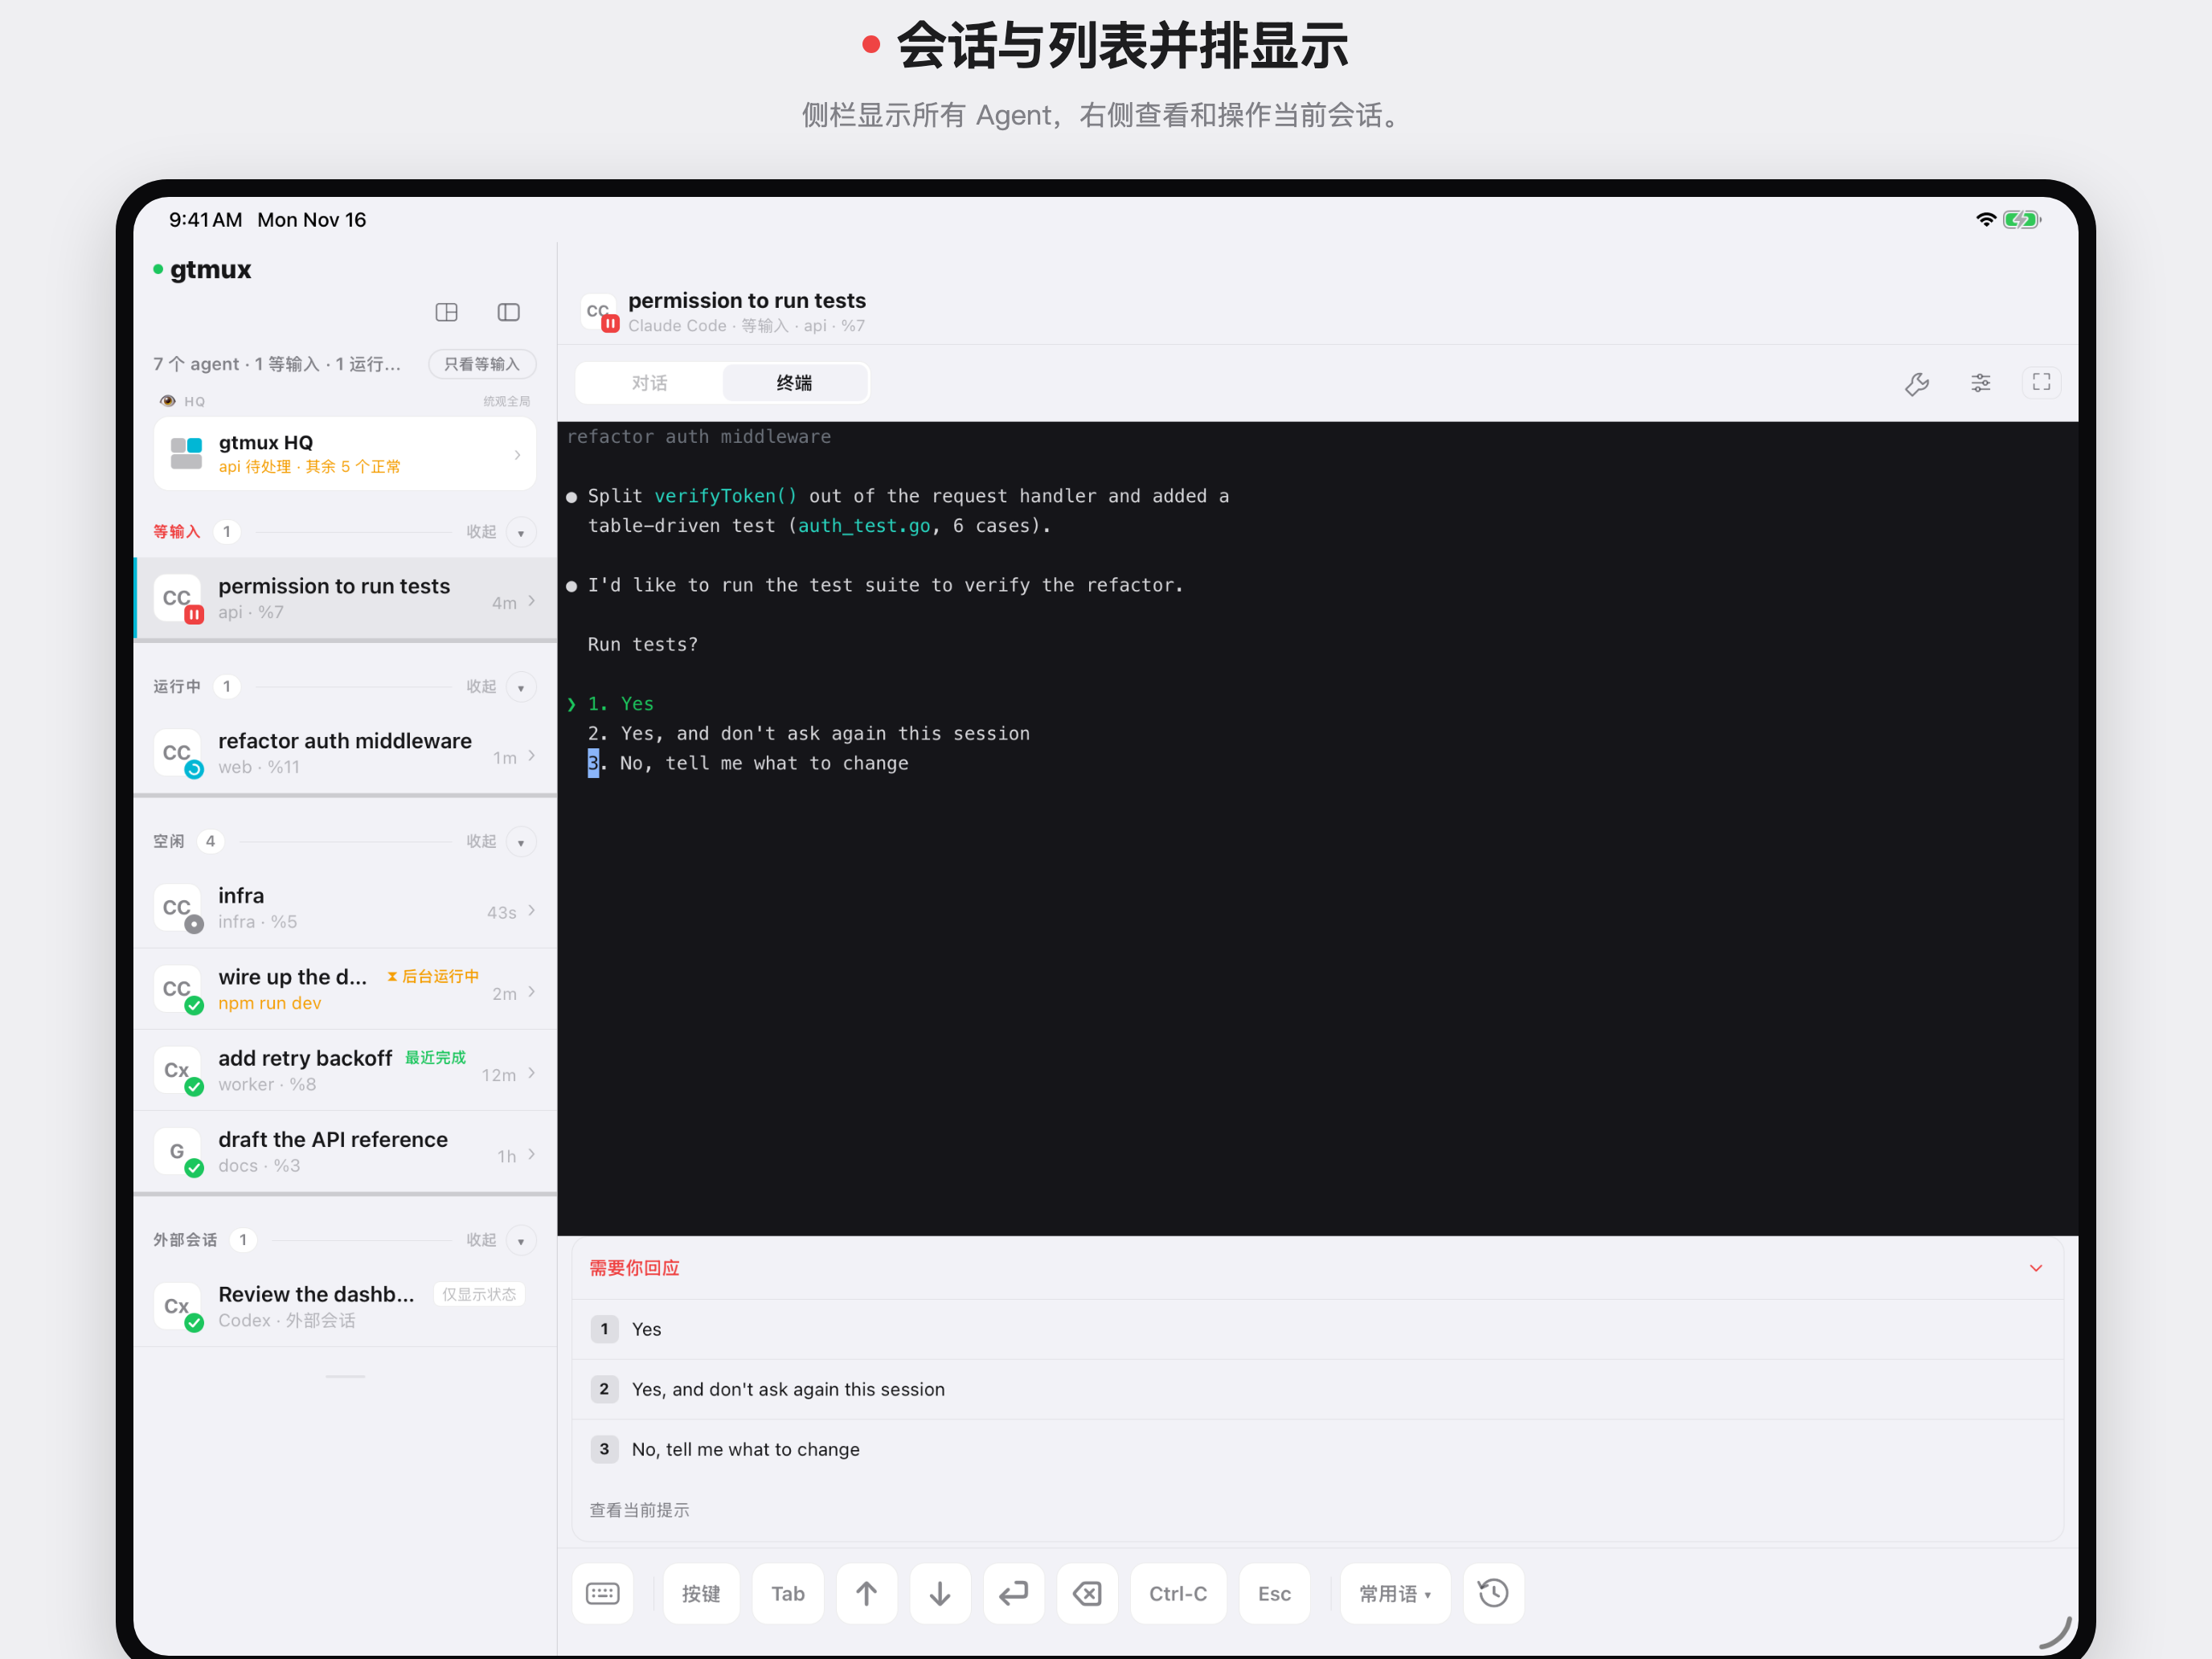 会话与列表并排显示
侧栏显示所有 Agent，右侧查看和操作当前会话。
9:41 AM Mon Nov 16
gtmux
7 个 agent · 1 等输入 · 1 运行...
只看等输入
HQ
统观全局
gtmux HQ
api 待处理 · 其余 5 个正常
等输入 1 收起
CC
permission to run tests
api · %7
4m
运行中 1 收起
CC
refactor auth middleware
web · %11
1m
空闲 4 收起
CC
infra
infra · %5
43s
CC
wire up the d... 后台运行中
npm run dev
2m
Cx
add retry backoff 最近完成
worker · %8
12m
G
draft the API reference
docs · %3
1h
外部会话 1 收起
Cx
Review the dashb... 仅显示状态
Codex · 外部会话
CC
permission to run tests
Claude Code · 等输入 · api · %7
对话 终端
refactor auth middleware
● Split verifyToken() out of the request handler and added a
table-driven test (auth_test.go, 6 cases).
● I'd like to run the test suite to verify the refactor.
Run tests?
❯ 1. Yes
2. Yes, and don't ask again this session
3. No, tell me what to change
需要你回应
1 Yes
2 Yes, and don't ask again this session
3 No, tell me what to change
查看当前提示
按键 Tab Ctrl-C Esc 常用语